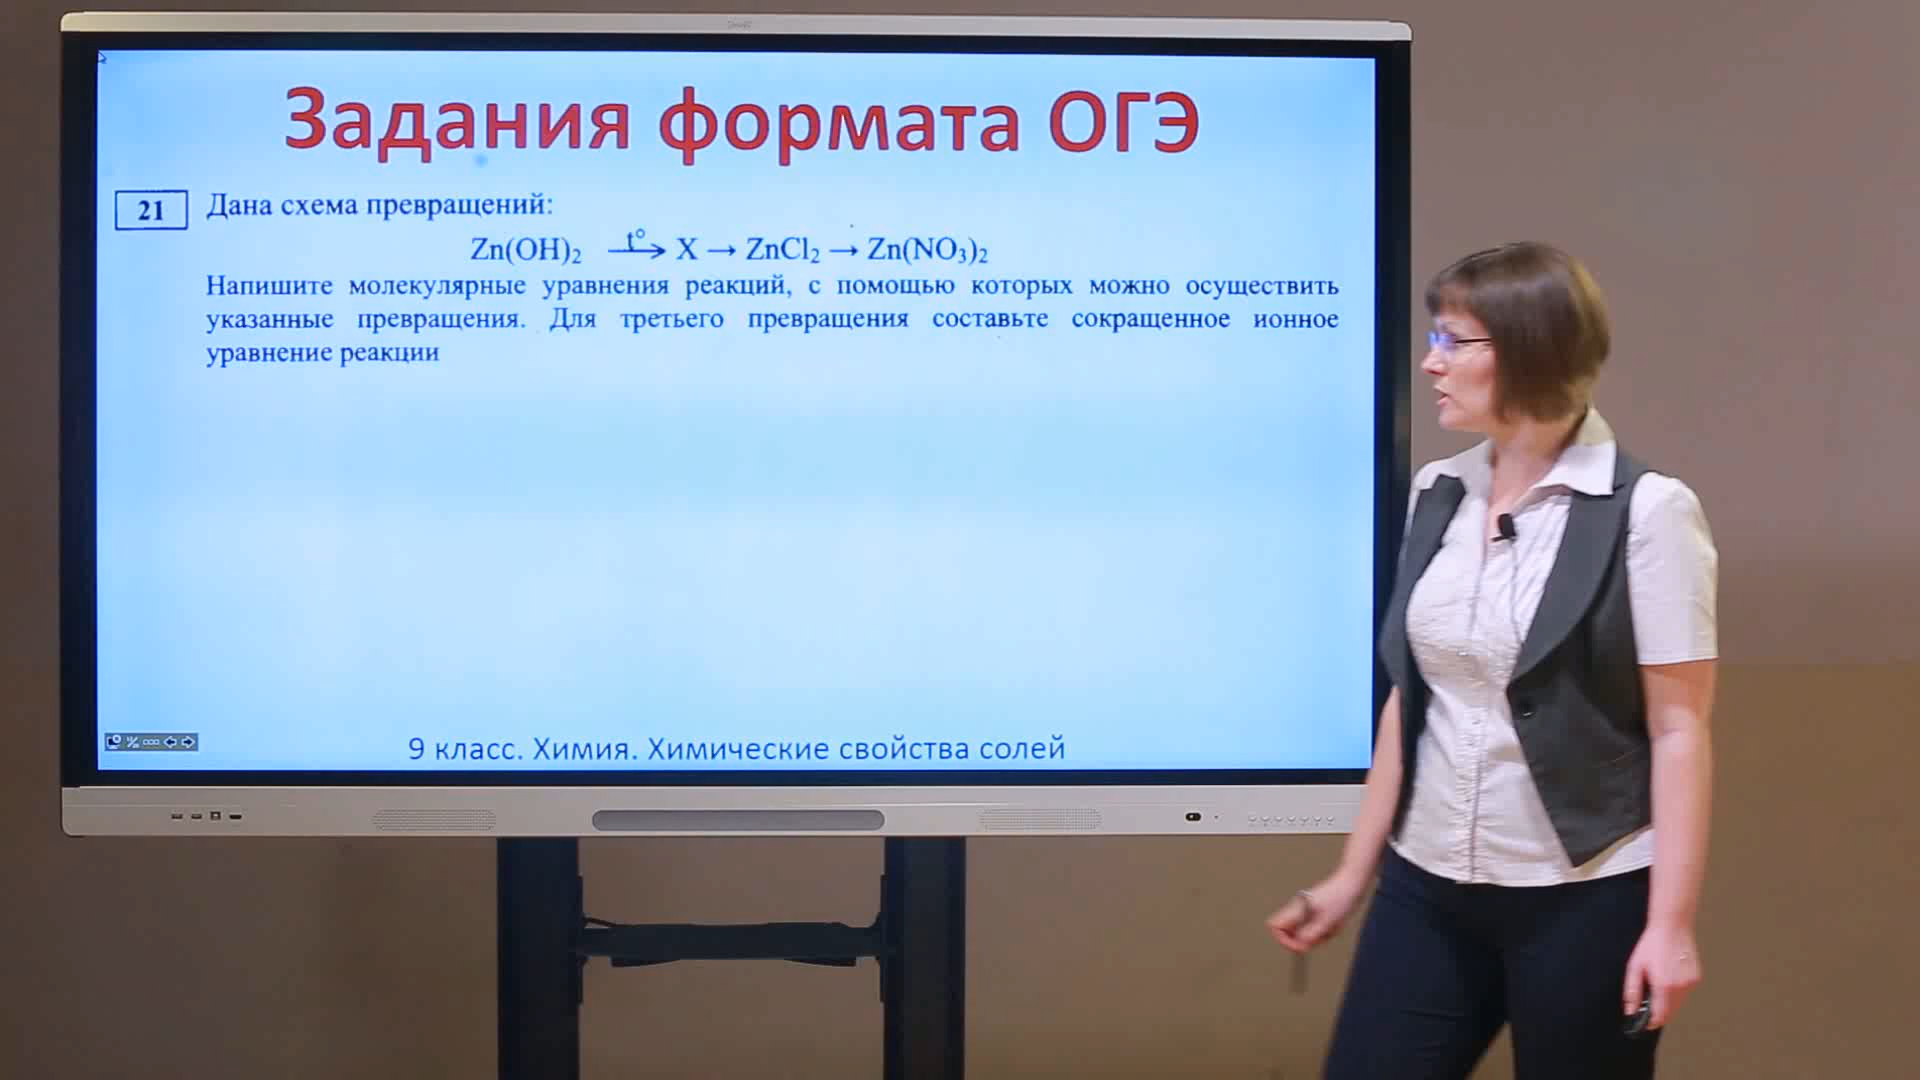 Задания формата ОГЭ
21 Дана схема превращений:
Zn(OH)₂ —t°→ X → ZnCl₂ → Zn(NO₃)₂
Напишите молекулярные уравнения реакций, с помощью которых можно осуществить
указанные превращения. Для третьего превращения составьте сокращенное ионное
уравнение реакции
9 класс. Химия. Химические свойства солей